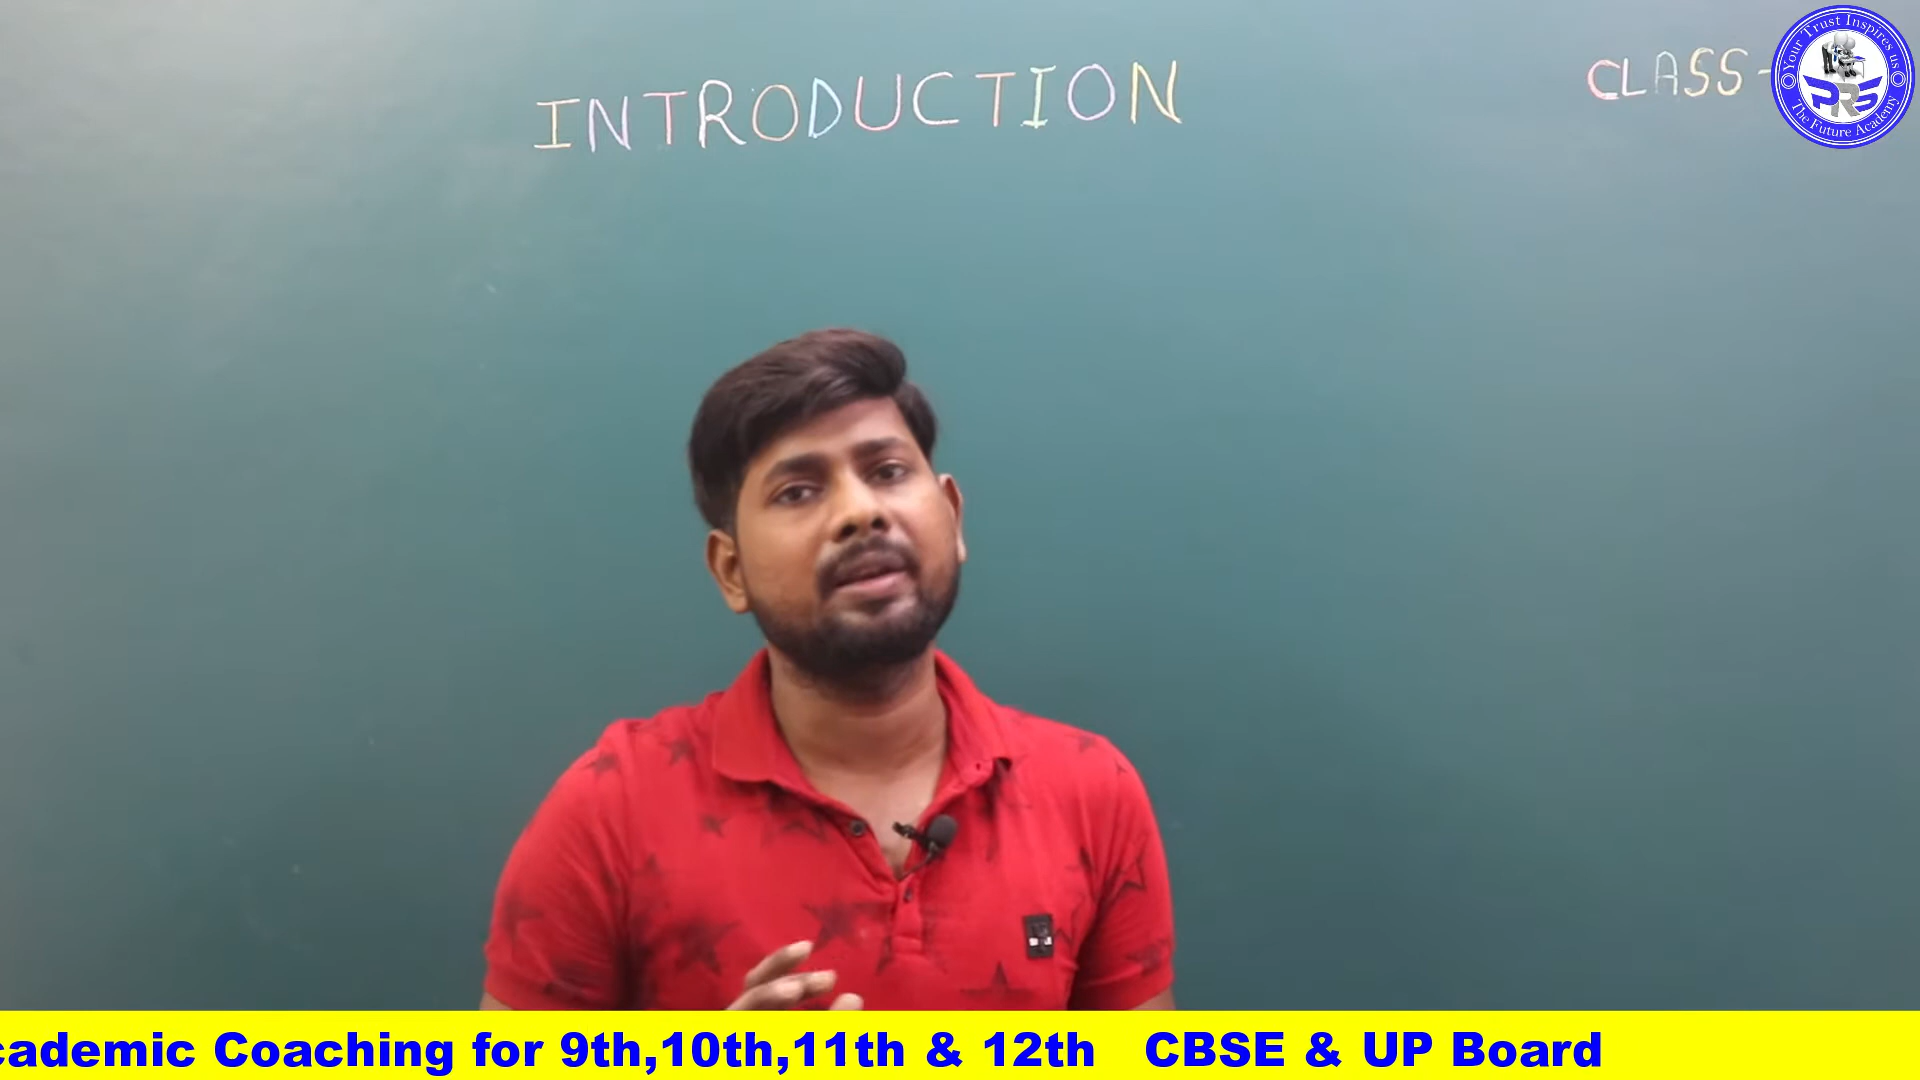 INTRODUCTION
CLASS-
Your Trust Inspires us
PRS
The Future Academy
cademic Coaching for 9th,10th,11th & 12th CBSE & UP Board